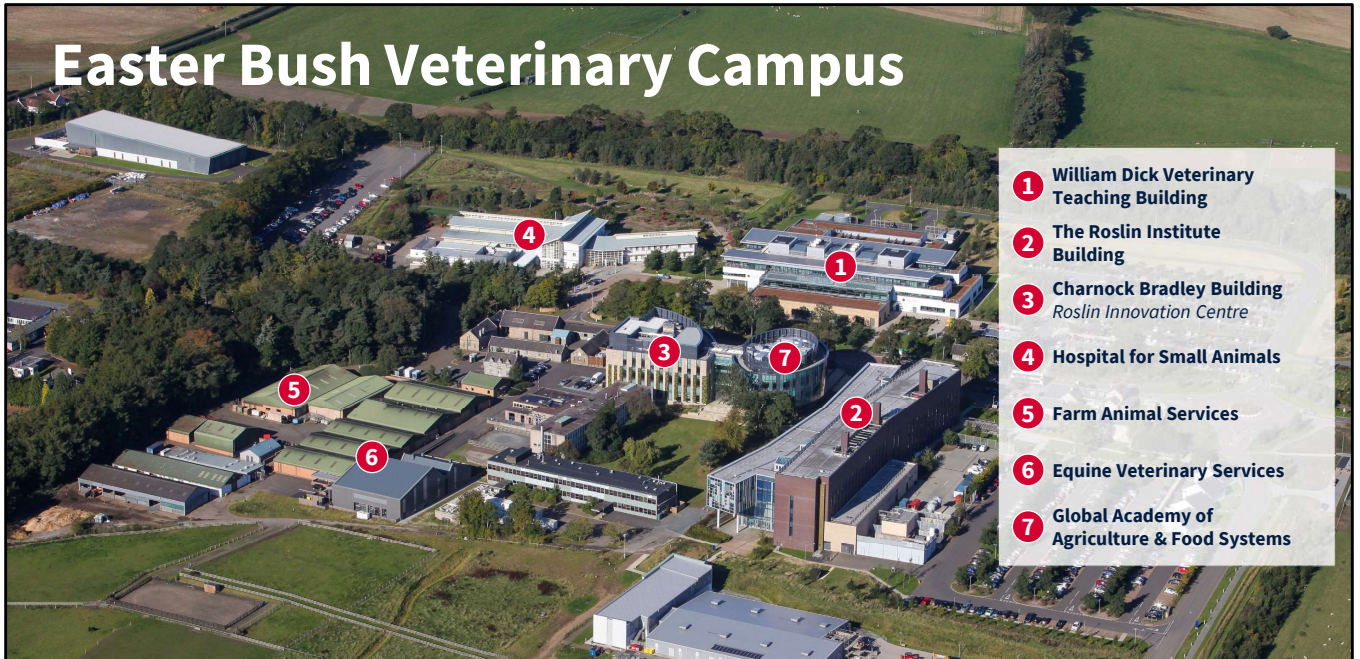 Easter Bush Veterinary Campus
1 William Dick Veterinary
Teaching Building
2 The Roslin Institute
Building
3 Charnock Bradley Building
Roslin Innovation Centre
4 Hospital for Small Animals
5 Farm Animal Services
6 Equine Veterinary Services
7 Global Academy of
Agriculture & Food Systems
4
1
3
7
5
2
6